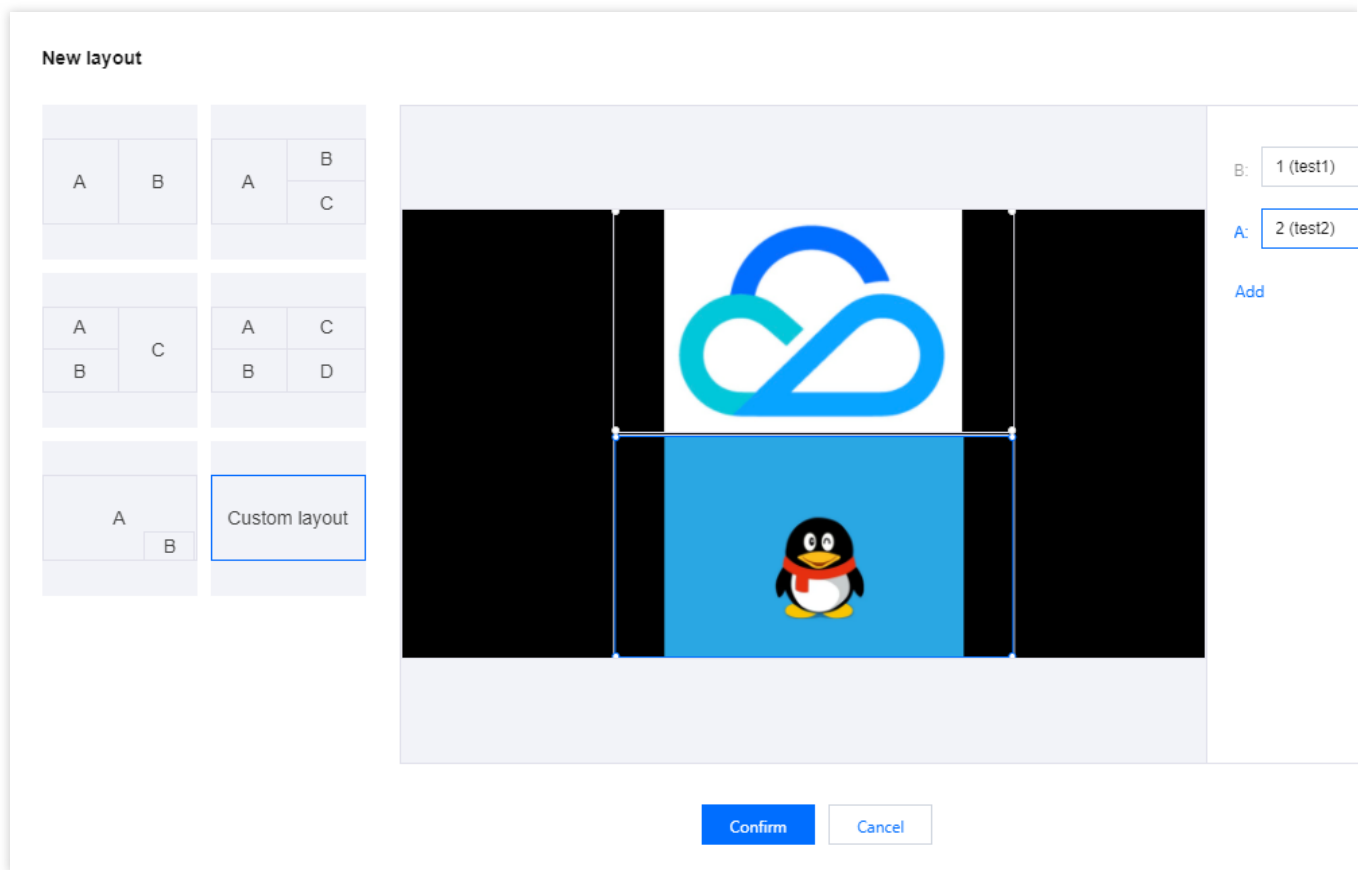 New layout
A B
A B
C
A C
B
A C
B D
A
B
Custom layout
B: 1 (test1)
A: 2 (test2)
Add
Confirm Cancel